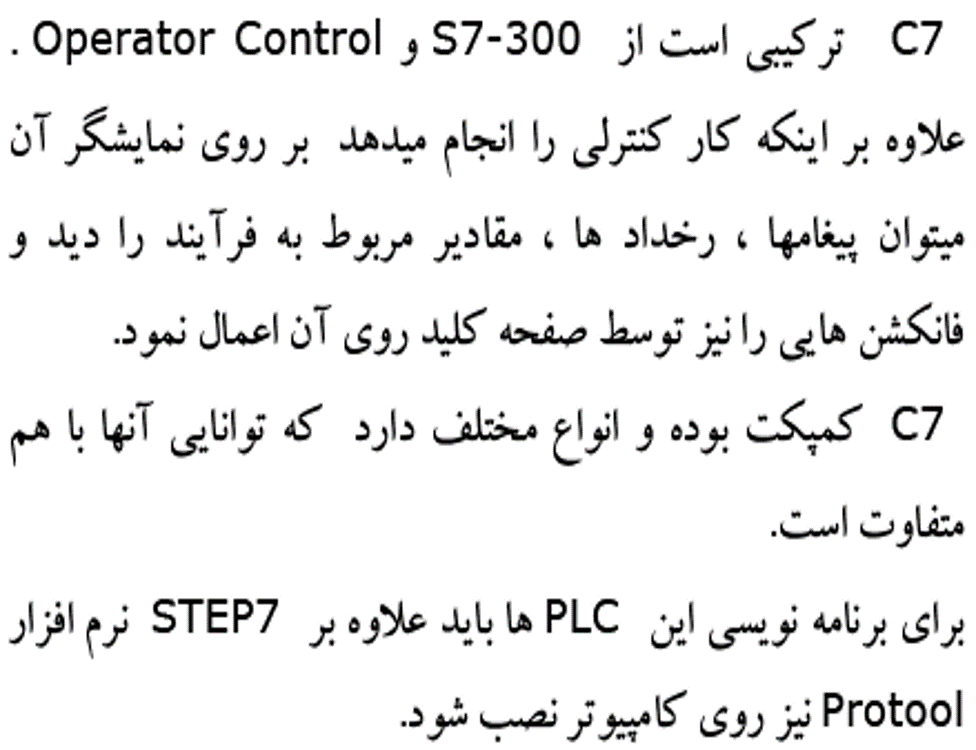 C7 ترکیبی است از S7-300 و Operator Control .
علاوه بر اینکه کار کنترلی را انجام میدهد بر روی نمایشگر آن
میتوان پیغامها ، رخداد ها ، مقادیر مربوط به فرآیند را دید و
فانکشن هایی را نیز توسط صفحه کلید روی آن اعمال نمود.
C7 کمپکت بوده و انواع مختلف دارد که توانایی آنها با هم
متفاوت است.
برای برنامه نویسی این PLC ها باید علاوه بر STEP7 نرم افزار
Protool نیز روی کامپیوتر نصب شود.